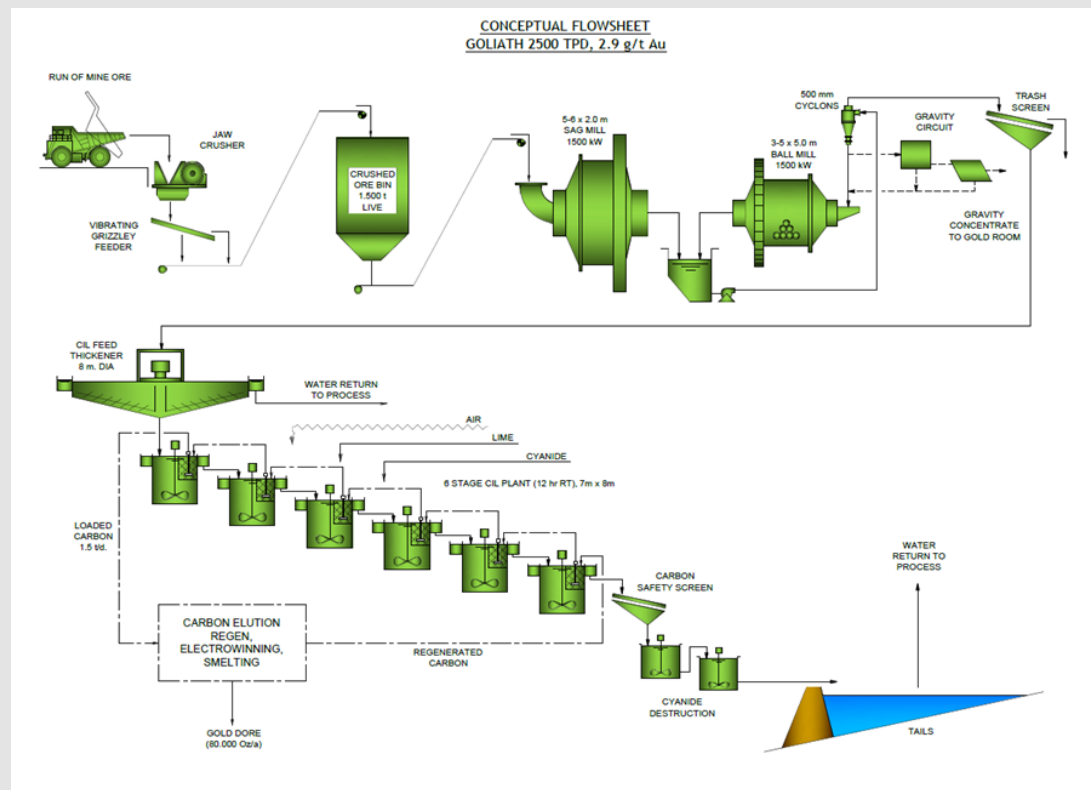 CONCEPTUAL FLOWSHEET
GOLIATH 2500 TPD, 2.9 g/t Au
RUN OF MINE ORE
JAW
CRUSHER
VIBRATING
GRIZZLEY
FEEDER
CRUSHED
ORE BIN
1.500 t
LIVE
5-6 x 2.0 m
SAG MILL
1500 kW
3-5 x 5.0 m
BALL MILL
1500 kW
500 mm
CYCLONS
GRAVITY
CIRCUIT
TRASH
SCREEN
GRAVITY
CONCENTRATE
TO GOLD ROOM
CIL FEED
THICKENER
8 m. DIA
WATER RETURN
TO PROCESS
AIR
LIME
CYANIDE
6 STAGE CIL PLANT (12 hr RT), 7m x 8m
LOADED
CARBON
1.5 t/d.
CARBON ELUTION
REGEN,
ELECTROWINNING,
SMELTING
REGENERATED
CARBON
GOLD DORE
(80.000 Oz/a)
CARBON
SAFETY SCREEN
CYANIDE
DESTRUCTION
WATER
RETURN TO
PROCESS
TAILS